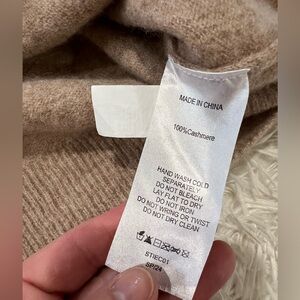 MADE IN CHINA
100%Cashmere
HAND WASH COLD
SEPARATELY
DO NOT BLEACH
LAY FLAT TO DRY
DO NOT IRON
DO NOT WRING OR TWIST
DO NOT DRY CLEAN
STIEC01
SP/24